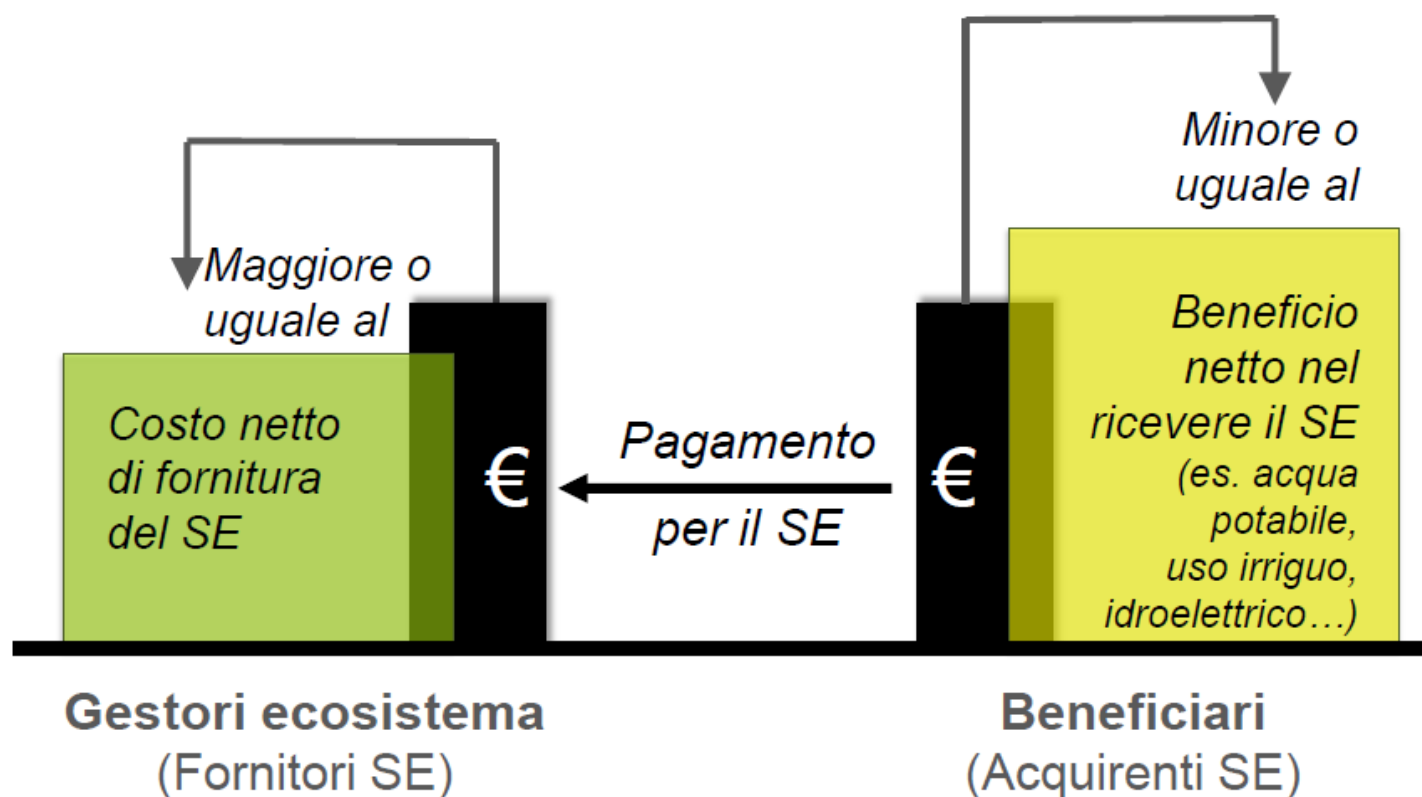 Maggiore o
uguale al
Costo netto
di fornitura
del SE
€
Pagamento
per il SE
€
Minore o
uguale al
Beneficio
netto nel
ricevere il SE
(es. acqua
potabile,
uso irriguo,
idroelettrico…)
Gestori ecosistema
(Fornitori SE)
Beneficiari
(Acquirenti SE)